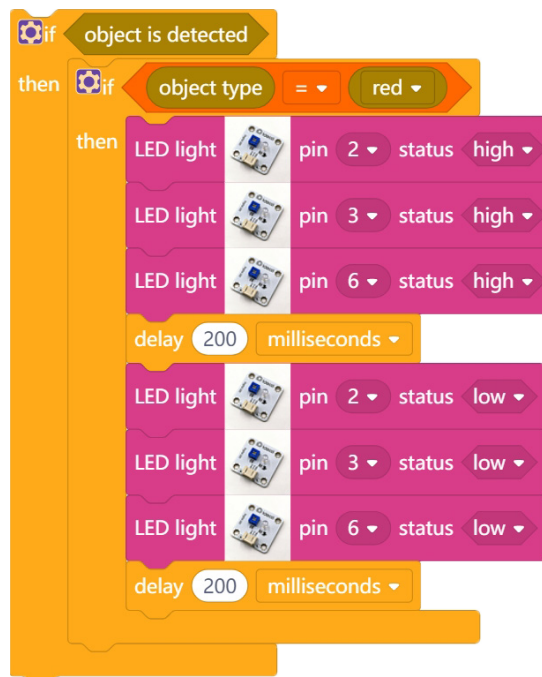 if object is detected
then if object type = red
then LED light pin 2 status high
LED light pin 3 status high
LED light pin 6 status high
delay 200 milliseconds
LED light pin 2 status low
LED light pin 3 status low
LED light pin 6 status low
delay 200 milliseconds